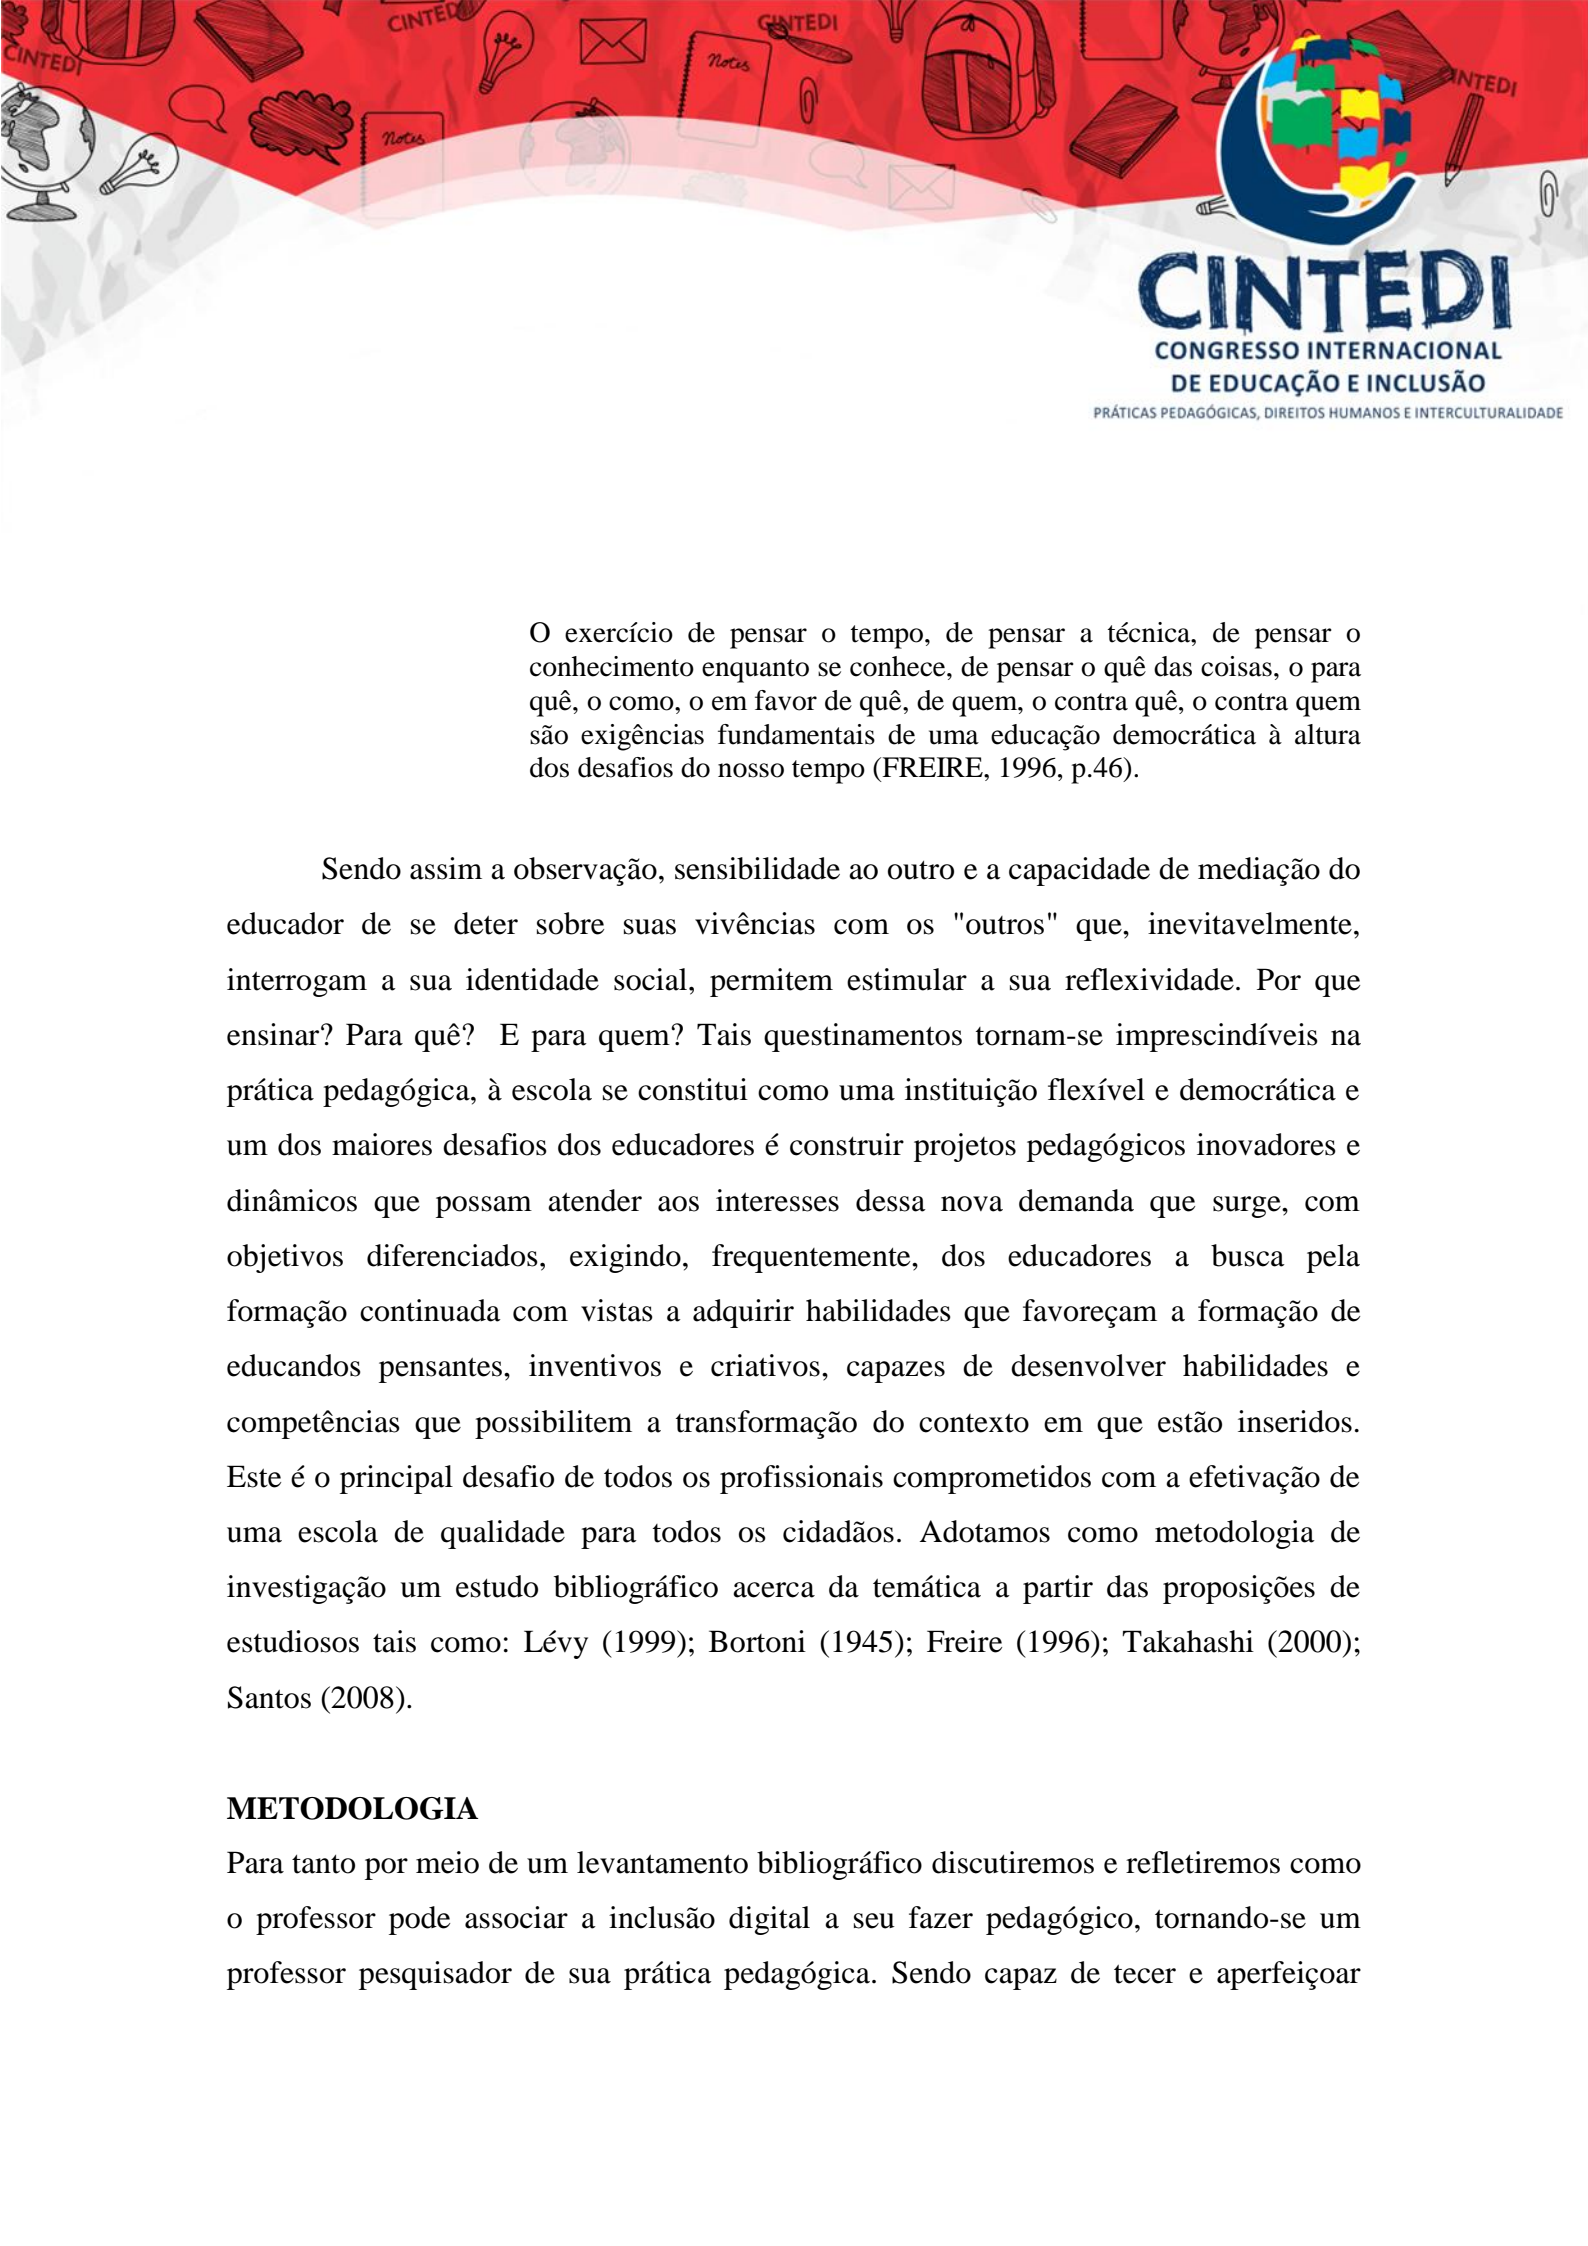 CINTEDI
CINTEDI
CINTEDI
CINTEDI
Notes
Notes
CINTEDI
CONGRESSO INTERNACIONAL
DE EDUCAÇÃO E INCLUSÃO
PRÁTICAS PEDAGÓGICAS, DIREITOS HUMANOS E INTERCULTURALIDADE
O exercício de pensar o tempo, de pensar a técnica, de pensar o
conhecimento enquanto se conhece, de pensar o quê das coisas, o para
quê, o como, o em favor de quê, de quem, o contra quê, o contra quem
são exigências fundamentais de uma educação democrática à altura
dos desafios do nosso tempo (FREIRE, 1996, p.46).
Sendo assim a observação, sensibilidade ao outro e a capacidade de mediação do
educador de se deter sobre suas vivências com os "outros" que, inevitavelmente,
interrogam a sua identidade social, permitem estimular a sua reflexividade. Por que
ensinar? Para quê?  E para quem? Tais questinamentos tornam-se imprescindíveis na
prática pedagógica, à escola se constitui como uma instituição flexível e democrática e
um dos maiores desafios dos educadores é construir projetos pedagógicos inovadores e
dinâmicos que possam atender aos interesses dessa nova demanda que surge, com
objetivos diferenciados, exigindo, frequentemente, dos educadores a busca pela
formação continuada com vistas a adquirir habilidades que favoreçam a formação de
educandos pensantes, inventivos e criativos, capazes de desenvolver habilidades e
competências que possibilitem a transformação do contexto em que estão inseridos.
Este é o principal desafio de todos os profissionais comprometidos com a efetivação de
uma escola de qualidade para todos os cidadãos. Adotamos como metodologia de
investigação um estudo bibliográfico acerca da temática a partir das proposições de
estudiosos tais como: Lévy (1999); Bortoni (1945); Freire (1996); Takahashi (2000);
Santos (2008).
METODOLOGIA
Para tanto por meio de um levantamento bibliográfico discutiremos e refletiremos como
o professor pode associar a inclusão digital a seu fazer pedagógico, tornando-se um
professor pesquisador de sua prática pedagógica. Sendo capaz de tecer e aperfeiçoar